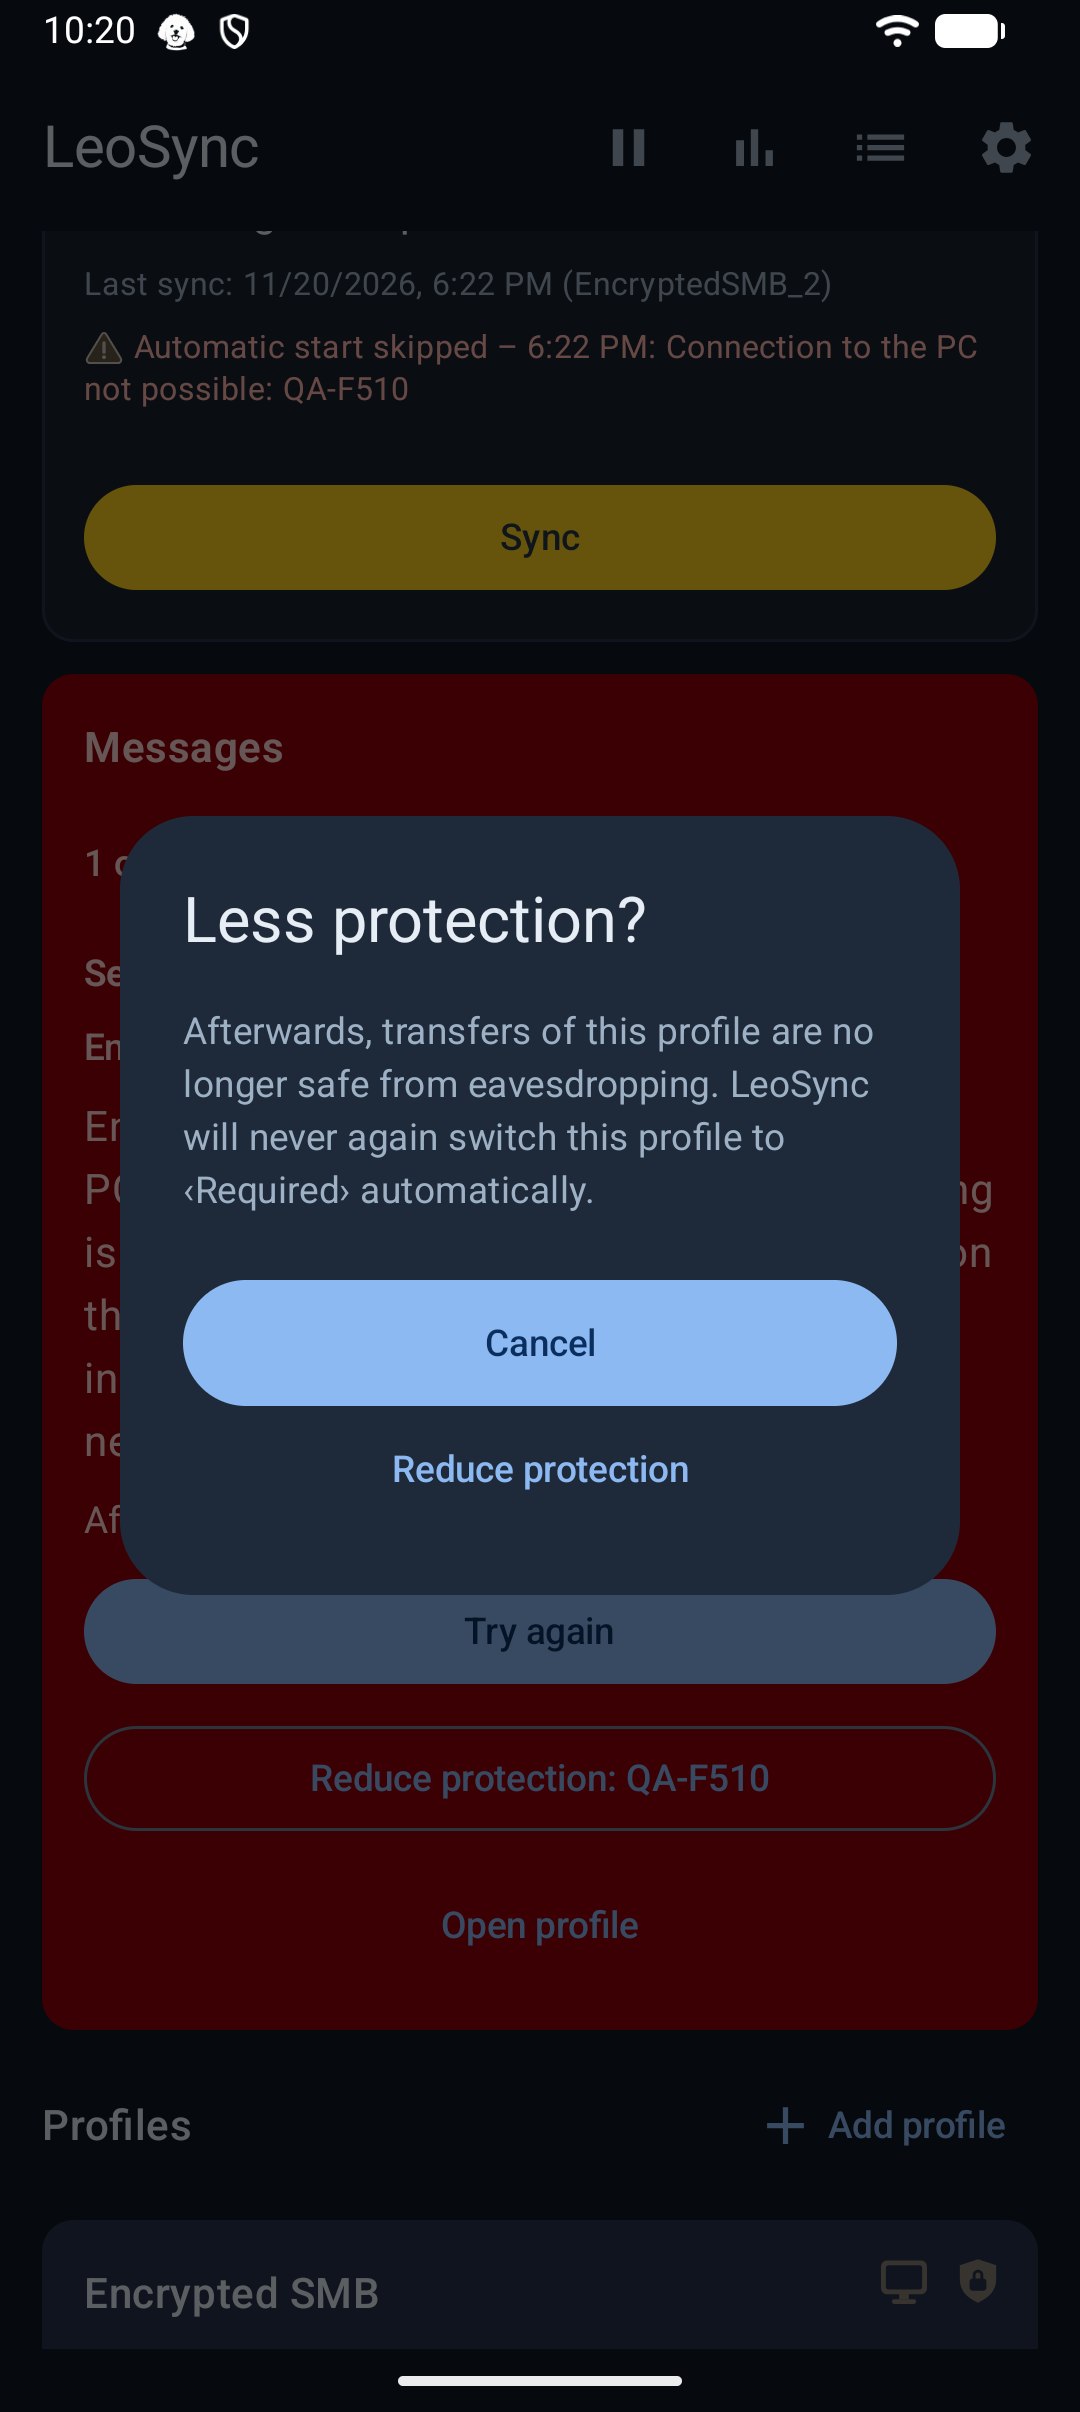 10:20
LeoSync
Last sync: 11/20/2026, 6:22 PM (EncryptedSMB_2)
Automatic start skipped – 6:22 PM: Connection to the PC
not possible: QA-F510
Sync
Messages
1
Less protection?
Afterwards, transfers of this profile are no
longer safe from eavesdropping. LeoSync
will never again switch this profile to
‹Required› automatically.
Cancel
Reduce protection
Try again
Reduce protection: QA-F510
Open profile
Profiles
Add profile
Encrypted SMB